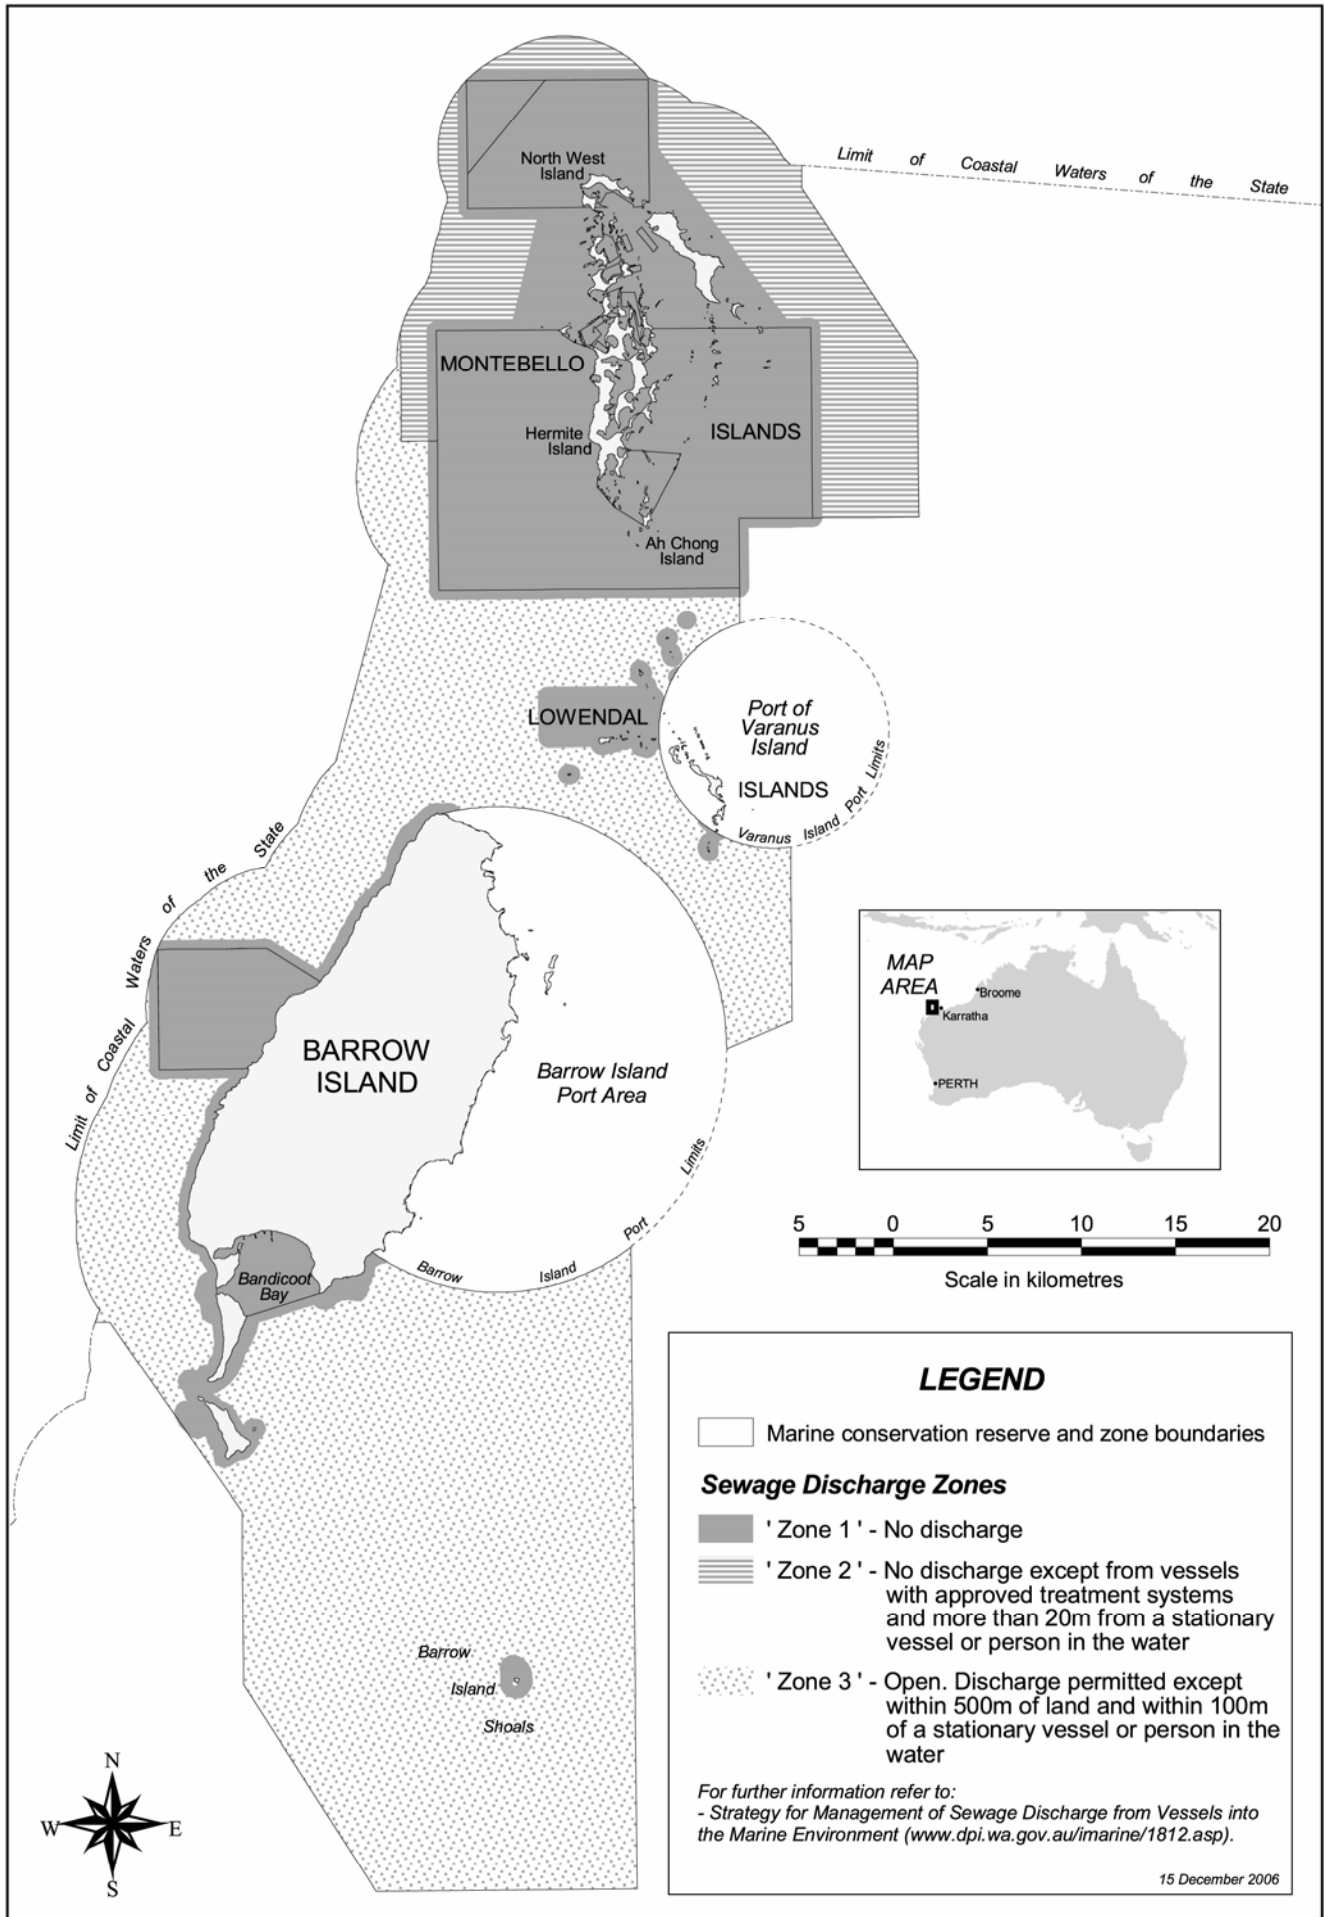 Limit of Coastal Waters of the State
North West
Island
MONTEBELLO
ISLANDS
Hermite
Island
Ah Chong
Island
LOWENDAL
Port of
Varanus
Island
ISLANDS
Varanus Island Port Limits
Limit of Coastal Waters of the State
BARROW
ISLAND
Barrow Island
Port Area
Barrow Island Port Limits
Bandicoot
Bay
Barrow
Island
Shoals
MAP
AREA
Broome
Karratha
PERTH
5 0 5 10 15 20
Scale in kilometres
LEGEND
Marine conservation reserve and zone boundaries
Sewage Discharge Zones
' Zone 1 ' - No discharge
' Zone 2 ' - No discharge except from vessels
with approved treatment systems
and more than 20m from a stationary
vessel or person in the water
' Zone 3 ' - Open. Discharge permitted except
within 500m of land and within 100m
of a stationary vessel or person in the
water
For further information refer to:
- Strategy for Management of Sewage Discharge from Vessels into
the Marine Environment (www.dpi.wa.gov.au/imarine/1812.asp).
15 December 2006
N
W E
S